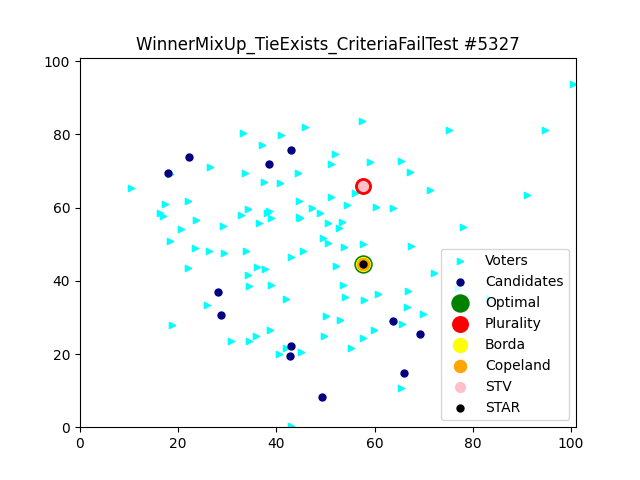 WinnerMixUp_TieExists_CriteriaFailTest #5327
100
80
60
40
20
0
0 20 40 60 80 100
Voters
Candidates
Optimal
Plurality
Borda
Copeland
STV
STAR